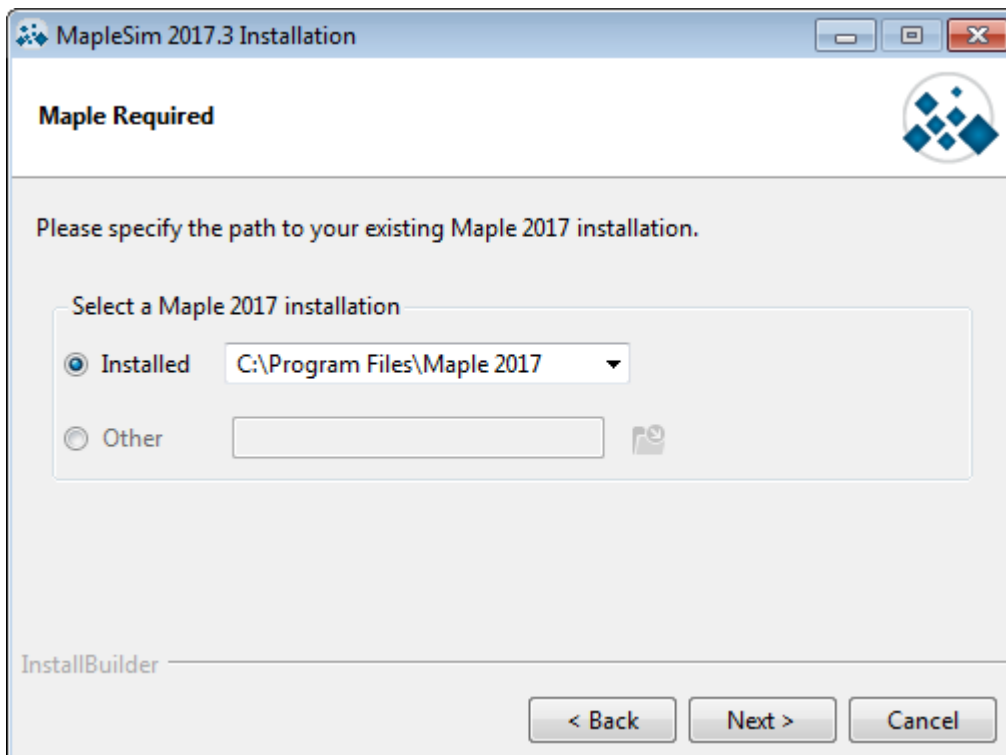 MapleSim 2017.3 Installation
Maple Required
Please specify the path to your existing Maple 2017 installation.
Select a Maple 2017 installation
Installed C:\Program Files\Maple 2017
Other
InstallBuilder
< Back Next > Cancel